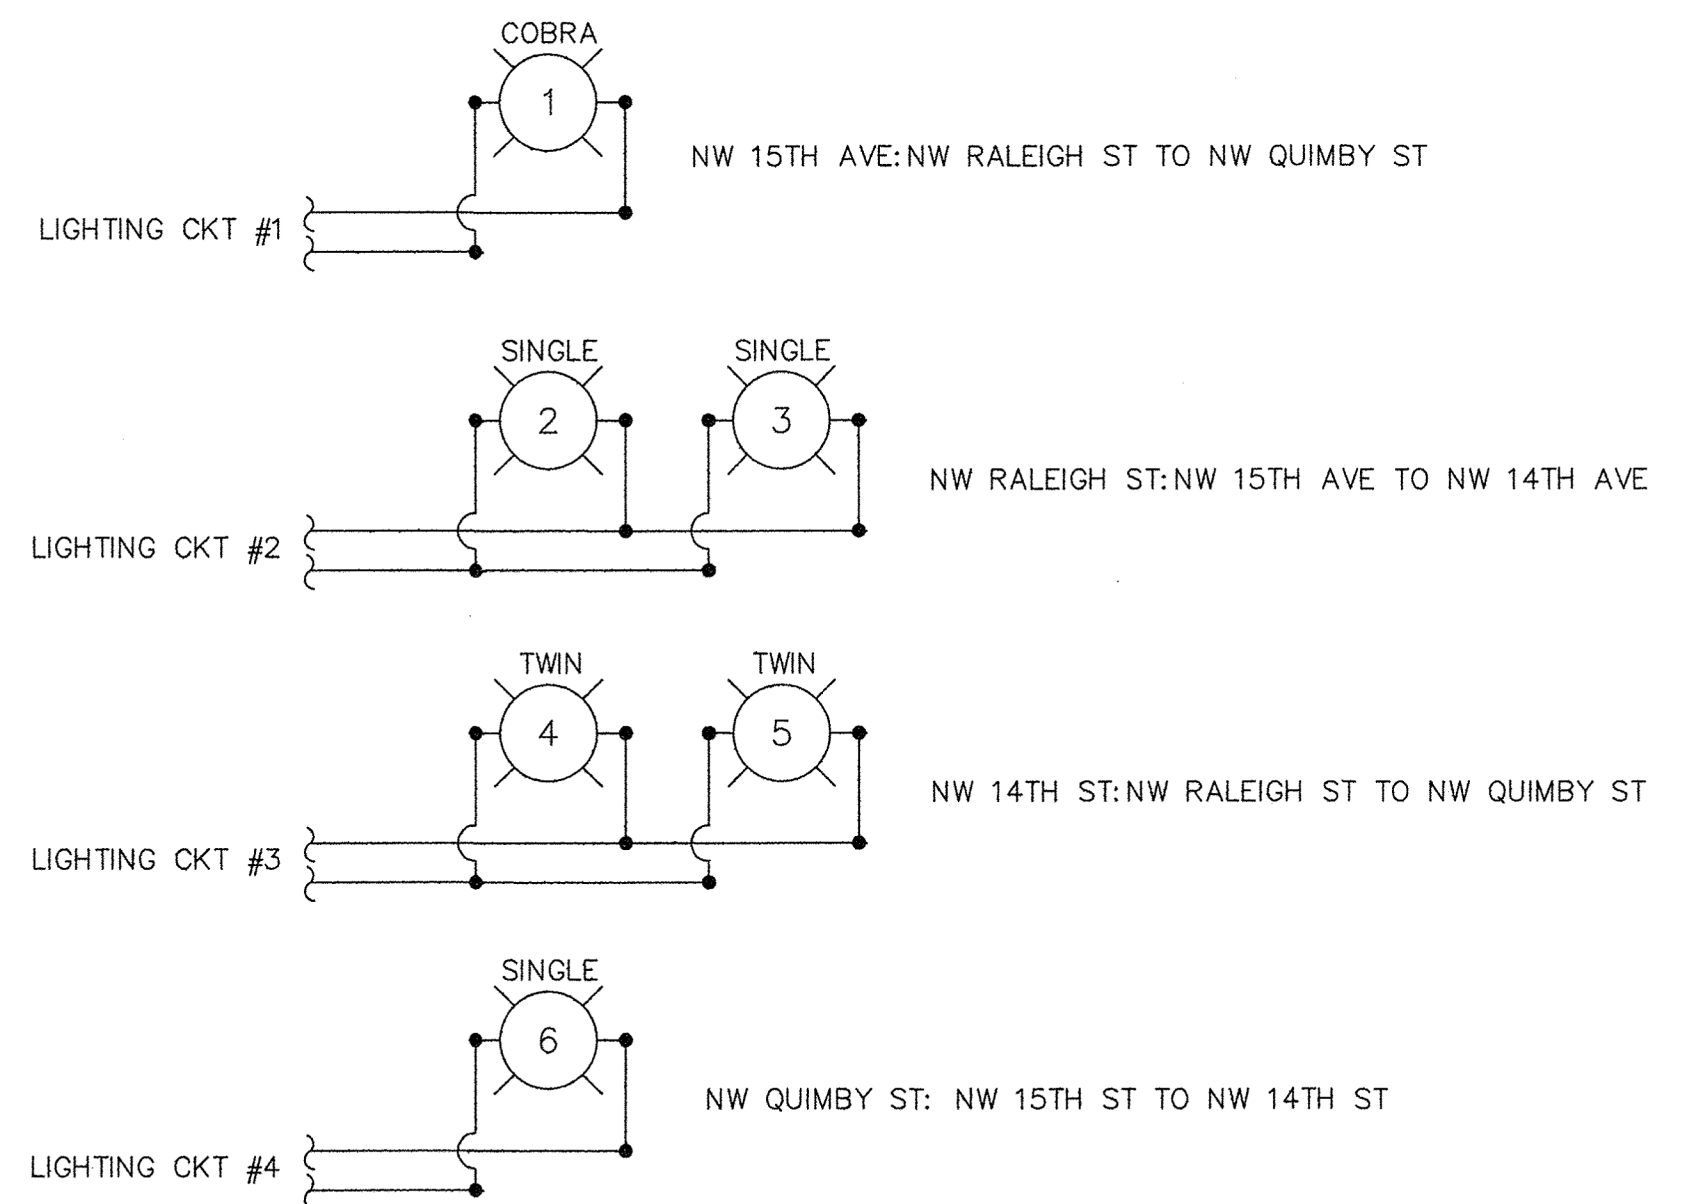 COBRA
1
NW 15TH AVE: NW RALEIGH ST TO NW QUIMBY ST
LIGHTING CKT #1
SINGLE
SINGLE
2
3
NW RALEIGH ST: NW 15TH AVE TO NW 14TH AVE
LIGHTING CKT #2
TWIN
TWIN
4
5
NW 14TH ST: NW RALEIGH ST TO NW QUIMBY ST
LIGHTING CKT #3
SINGLE
6
NW QUIMBY ST: NW 15TH ST TO NW 14TH ST
LIGHTING CKT #4